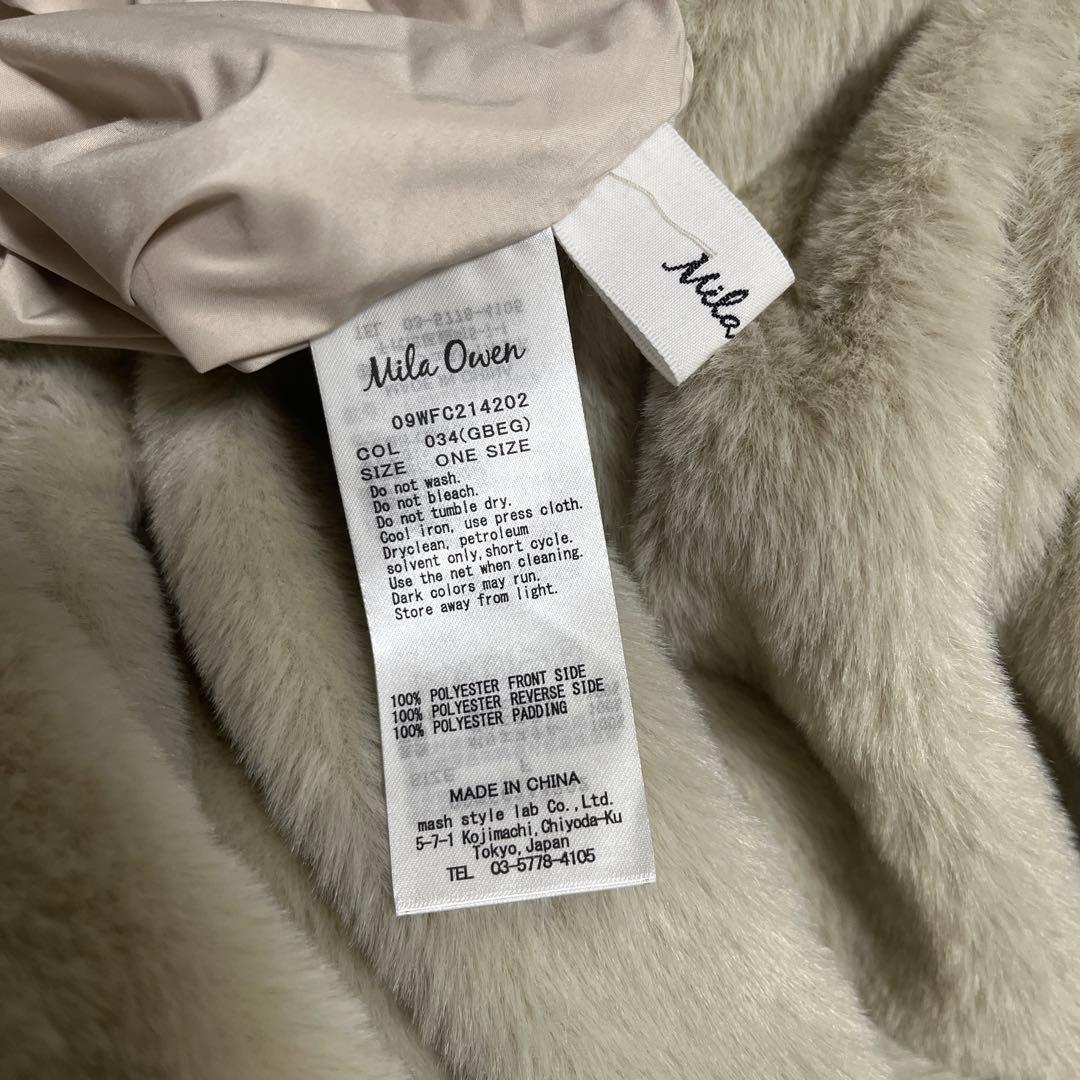 Mila
Mila Owen
09WFC214202
COL 034(GBEG)
SIZE ONE SIZE
Do not wash.
Do not bleach.
Do not tumble dry.
Cool iron, use press cloth.
Dryclean, petroleum
solvent only,short cycle.
Use the net when cleaning.
Dark colors may run.
Store away from light.
100% POLYESTER FRONT SIDE
100% POLYESTER REVERSE SIDE
100% POLYESTER PADDING
MADE IN CHINA
mash style lab Co.,Ltd.
5-7-1 Kojimachi,Chiyoda-Ku
Tokyo,Japan
TEL 03-5778-4105